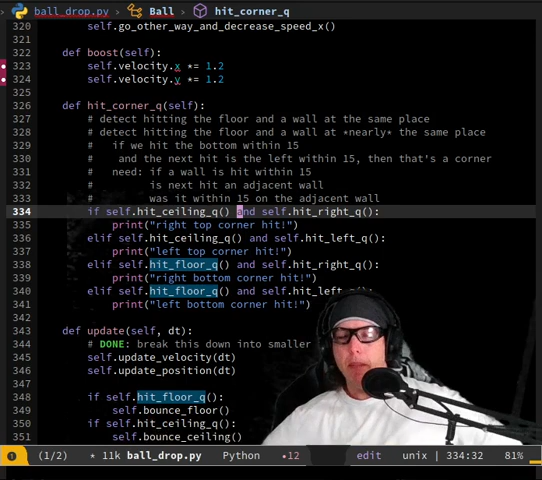 ball_drop.py › Ball › hit_corner_q
320 self.go_other_way_and_decrease_speed_x()
321
322 def boost(self):
323 self.velocity.x *= 1.2
324 self.velocity.y *= 1.2
325
326 def hit_corner_q(self):
327 # detect hitting the floor and a wall at the same place
328 # detect hitting the floor and a wall at *nearly* the same place
329 # if we hit the bottom within 15
330 # and the next hit is the left within 15, then that's a corner
331 # need: if a wall is hit within 15
332 # is next hit an adjacent wall
333 # was it within 15 on the adjacent wall
334 if self.hit_ceiling_q() and self.hit_right_q():
335 print("right top corner hit!")
336 elif self.hit_ceiling_q() and self.hit_left_q():
337 print("left top corner hit!")
338 elif self.hit_floor_q() and self.hit_right_q():
339 print("right bottom corner hit!")
340 elif self.hit_floor_q() and self.hit_left_q():
341 print("left bottom corner hit!")
342
343 def update(self, dt):
344 # DONE: break this down into smaller
345 self.update_velocity(dt)
346 self.update_position(dt)
347
348 if self.hit_floor_q():
349 self.bounce_floor()
350 if self.hit_ceiling_q():
351 self.bounce_ceiling()
(1/2) * 11k ball_drop.py Python •12 edit unix | 334:32 81%